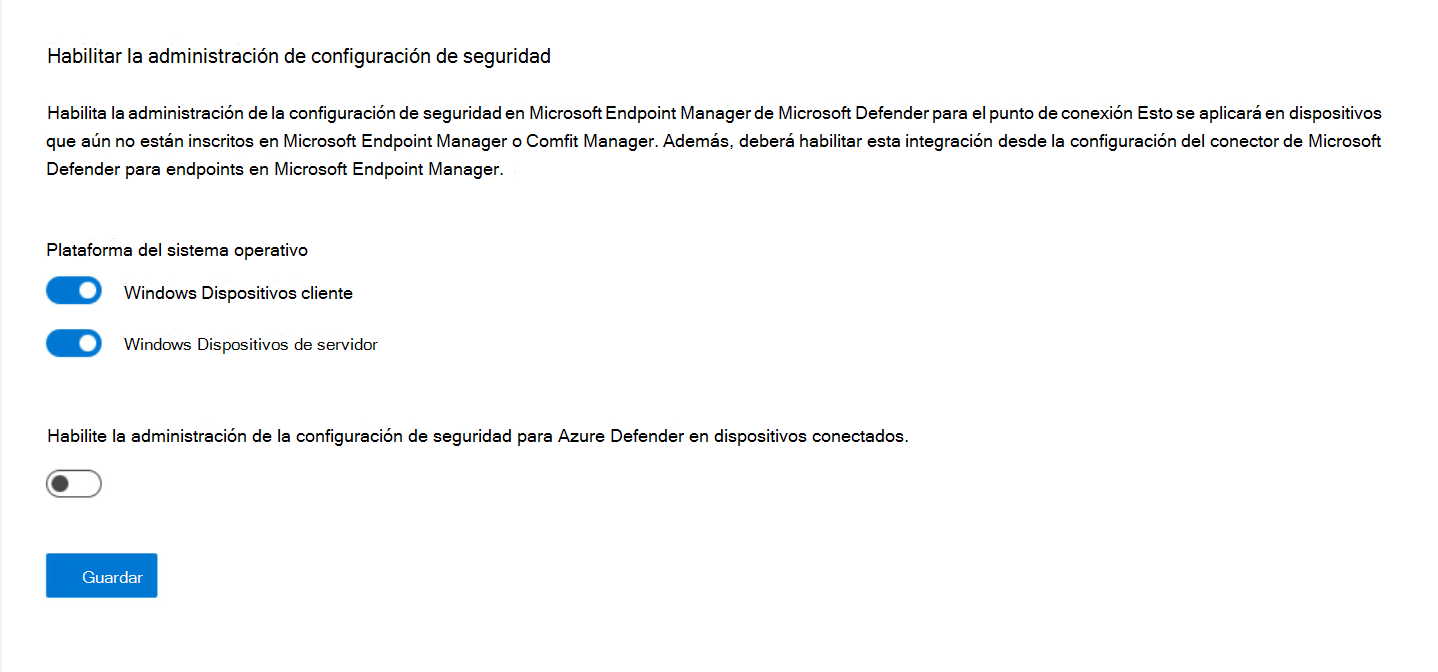 Habilitar la administración de configuración de seguridad
Habilita la administración de la configuración de seguridad en Microsoft Endpoint Manager de Microsoft Defender para el punto de conexión Esto se aplicará en dispositivos
que aún no están inscritos en Microsoft Endpoint Manager o Comfit Manager. Además, deberá habilitar esta integración desde la configuración del conector de Microsoft
Defender para endpoints en Microsoft Endpoint Manager.
Plataforma del sistema operativo
Windows Dispositivos cliente
Windows Dispositivos de servidor
Habilite la administración de la configuración de seguridad para Azure Defender en dispositivos conectados.
Guardar